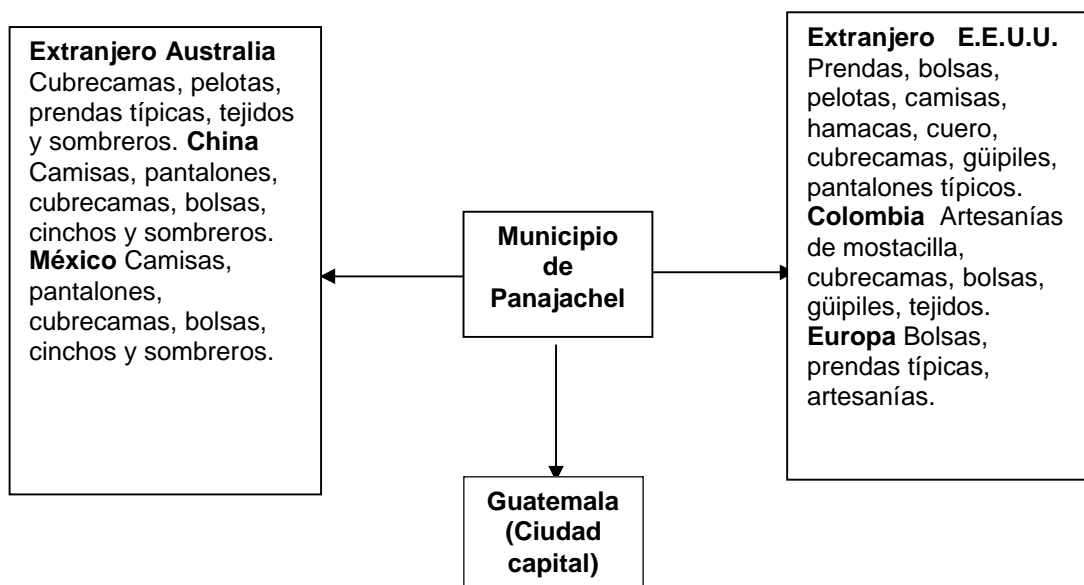 Extranjero Australia
Cubrecamas, pelotas,
prendas típicas, tejidos
y sombreros. China
Camisas, pantalones,
cubrecamas, bolsas,
cinchos y sombreros.
México Camisas,
pantalones,
cubrecamas, bolsas,
cinchos y sombreros.
Municipio
de
Panajachel
Extranjero E.E.U.U.
Prendas, bolsas,
pelotas, camisas,
hamacas, cuero,
cubrecamas, güipiles,
pantalones típicos.
Colombia Artesanías
de mostacilla,
cubrecamas, bolsas,
güipiles, tejidos.
Europa Bolsas,
prendas típicas,
artesanías.
Guatemala
(Ciudad
capital)